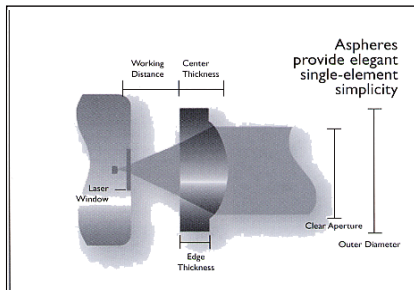 Aspheres
provide elegant
single-element
simplicity
Working
Distance
Center
Thickness
Laser
Window
Clear Aperture
Outer Diameter
Edge
Thickness